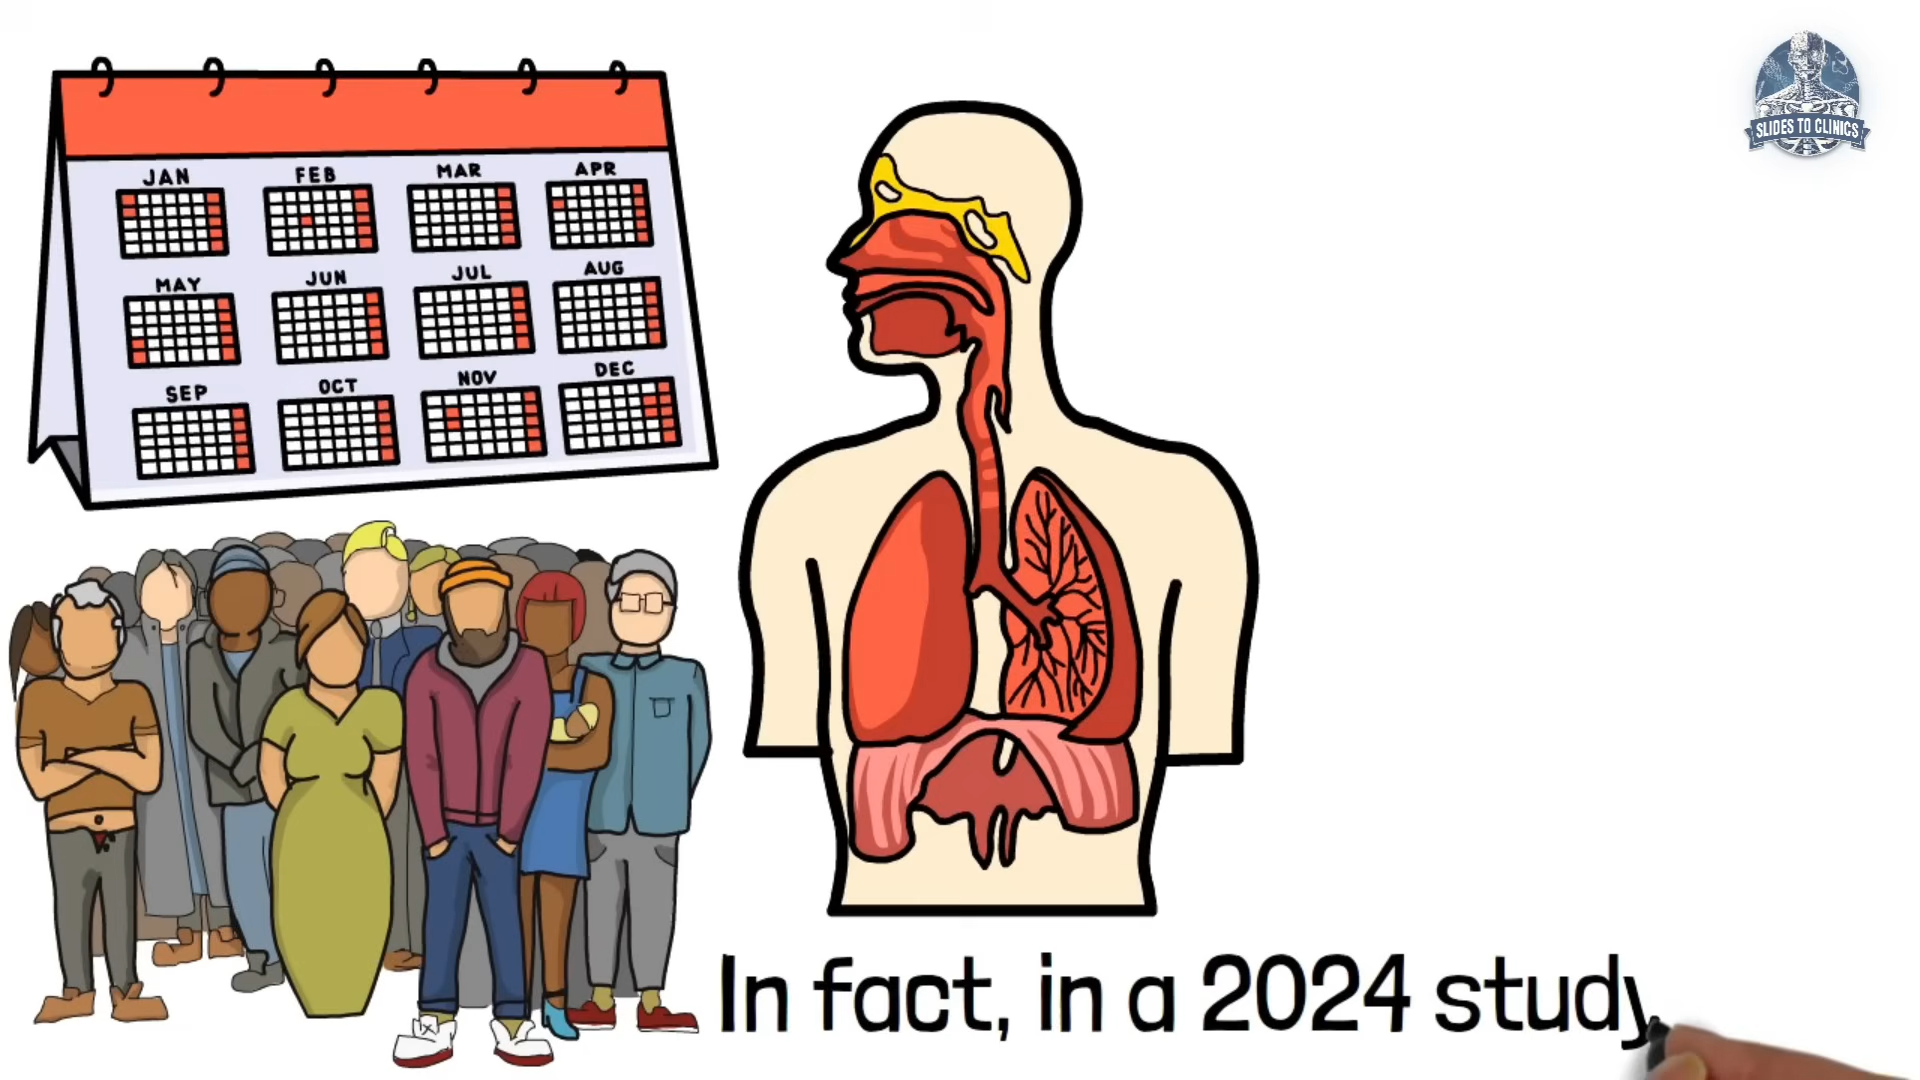 JAN FEB MAR APR
MAY JUN JUL AUG
SEP OCT NOV DEC
SLIDES TO CLINICS
In fact, in a 2024 study